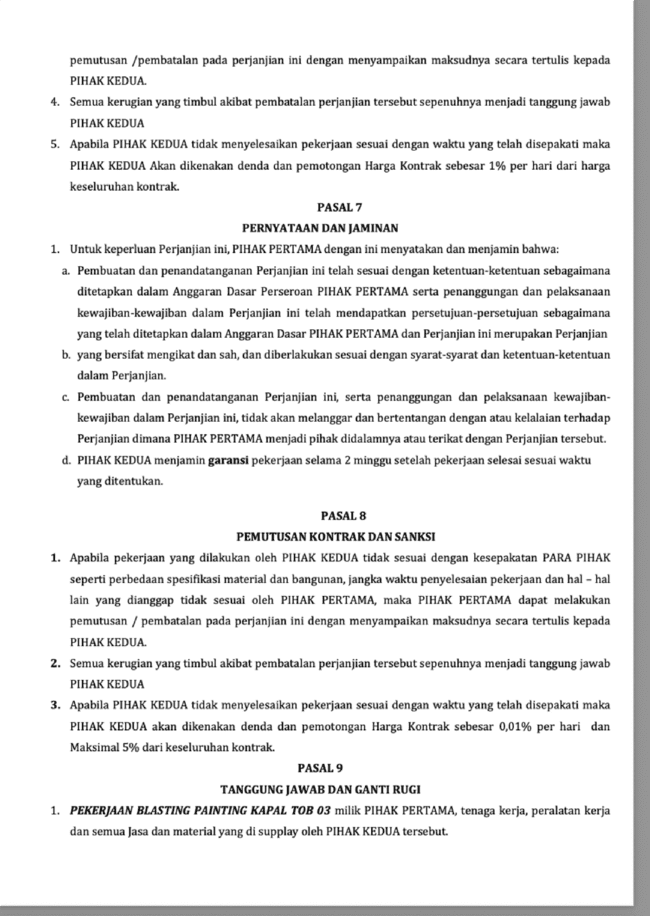 pemutusan /pembatalan pada perjanjian ini dengan menyampaikan maksudnya secara tertulis kepada
PIHAK KEDUA.
4. Semua kerugian yang timbul akibat pembatalan perjanjian tersebut sepenuhnya menjadi tanggung jawab
PIHAK KEDUA
5. Apabila PIHAK KEDUA tidak menyelesaikan pekerjaan sesuai dengan waktu yang telah disepakati maka
PIHAK KEDUA Akan dikenakan denda dan pemotongan Harga Kontrak sebesar 1% per hari dari harga
keseluruhan kontrak.
PASAL 7
PERNYATAAN DAN JAMINAN
1. Untuk keperluan Perjanjian ini, PIHAK PERTAMA dengan ini menyatakan dan menjamin bahwa:
a. Pembuatan dan penandatanganan Perjanjian ini telah sesuai dengan ketentuan-ketentuan sebagaimana
ditetapkan dalam Anggaran Dasar Perseroan PIHAK PERTAMA serta penanggungan dan pelaksanaan
kewajiban-kewajiban dalam Perjanjian ini telah mendapatkan persetujuan-persetujuan sebagaimana
yang telah ditetapkan dalam Anggaran Dasar PIHAK PERTAMA dan Perjanjian ini merupakan Perjanjian
b. yang bersifat mengikat dan sah, dan diberlakukan sesuai dengan syarat-syarat dan ketentuan-ketentuan
dalam Perjanjian.
c. Pembuatan dan penandatanganan Perjanjian ini, serta penanggungan dan pelaksanaan kewajiban-
kewajiban dalam Perjanjian ini, tidak akan melanggar dan bertentangan dengan atau kelalaian terhadap
Perjanjian dimana PIHAK PERTAMA menjadi pihak didalamnya atau terikat dengan Perjanjian tersebut.
d. PIHAK KEDUA menjamin garansi pekerjaan selama 2 minggu setelah pekerjaan selesai sesuai waktu
yang ditentukan.
PASAL 8
PEMUTUSAN KONTRAK DAN SANKSI
1. Apabila pekerjaan yang dilakukan oleh PIHAK KEDUA tidak sesuai dengan kesepakatan PARA PIHAK
seperti perbedaan spesifikasi material dan bangunan, jangka waktu penyelesaian pekerjaan dan hal – hal
lain yang dianggap tidak sesuai oleh PIHAK PERTAMA, maka PIHAK PERTAMA dapat melakukan
pemutusan / pembatalan pada perjanjian ini dengan menyampaikan maksudnya secara tertulis kepada
PIHAK KEDUA.
2. Semua kerugian yang timbul akibat pembatalan perjanjian tersebut sepenuhnya menjadi tanggung jawab
PIHAK KEDUA
3. Apabila PIHAK KEDUA tidak menyelesaikan pekerjaan sesuai dengan waktu yang telah disepakati maka
PIHAK KEDUA akan dikenakan denda dan pemotongan Harga Kontrak sebesar 0,01% per hari dan
Maksimal 5% dari keseluruhan kontrak.
PASAL 9
TANGGUNG JAWAB DAN GANTI RUGI
1. PEKERJAAN BLASTING PAINTING KAPAL TOB 03 milik PIHAK PERTAMA, tenaga kerja, peralatan kerja
dan semua Jasa dan material yang di supplay oleh PIHAK KEDUA tersebut.